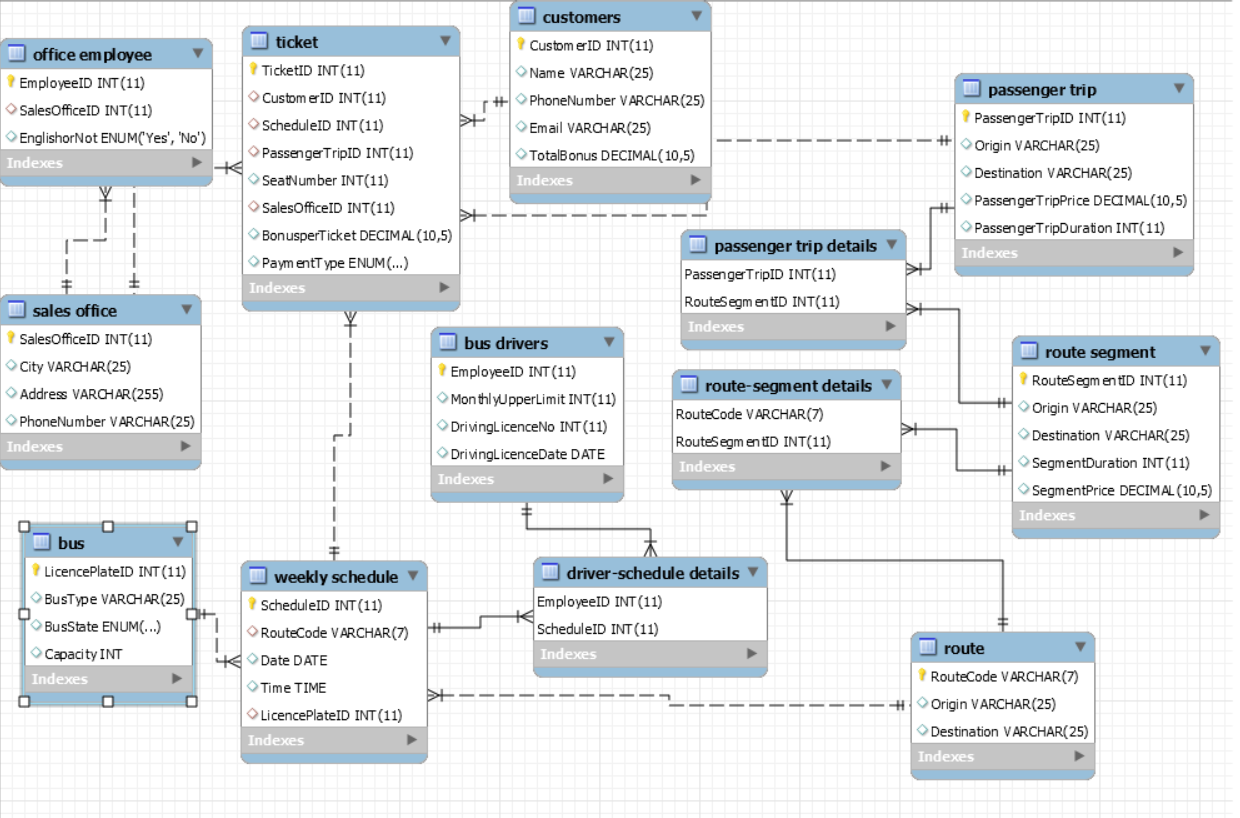 office employee
EmployeeID INT(11)
SalesOfficeID INT(11)
EnglishorNot ENUM('Yes', 'No')
Indexes
ticket
TicketID INT(11)
CustomerID INT(11)
ScheduleID INT(11)
PassengerTripID INT(11)
SeatNumber INT(11)
SalesOfficeID INT(11)
BonusperTicket DECIMAL(10,5)
PaymentType ENUM(...)
Indexes
customers
CustomerID INT(11)
Name VARCHAR(25)
PhoneNumber VARCHAR(25)
Email VARCHAR(25)
TotalBonus DECIMAL(10,5)
Indexes
passenger trip
PassengerTripID INT(11)
Origin VARCHAR(25)
Destination VARCHAR(25)
PassengerTripPrice DECIMAL(10,5)
PassengerTripDuration INT(11)
Indexes
passenger trip details
PassengerTripID INT(11)
RouteSegmentID INT(11)
Indexes
sales office
SalesOfficeID INT(11)
City VARCHAR(25)
Address VARCHAR(255)
PhoneNumber VARCHAR(25)
Indexes
bus drivers
EmployeeID INT(11)
MonthlyUpperLimit INT(11)
DrivingLicenceNo INT(11)
DrivingLicenceDate DATE
Indexes
route-segment details
RouteCode VARCHAR(7)
RouteSegmentID INT(11)
Indexes
route segment
RouteSegmentID INT(11)
Origin VARCHAR(25)
Destination VARCHAR(25)
SegmentDuration INT(11)
SegmentPrice DECIMAL(10,5)
Indexes
bus
LicencePlateID INT(11)
BusType VARCHAR(25)
BusState ENUM(...)
Capacity INT
Indexes
weekly schedule
ScheduleID INT(11)
RouteCode VARCHAR(7)
Date DATE
Time TIME
LicencePlateID INT(11)
Indexes
driver-schedule details
EmployeeID INT(11)
ScheduleID INT(11)
Indexes
route
RouteCode VARCHAR(7)
Origin VARCHAR(25)
Destination VARCHAR(25)
Indexes